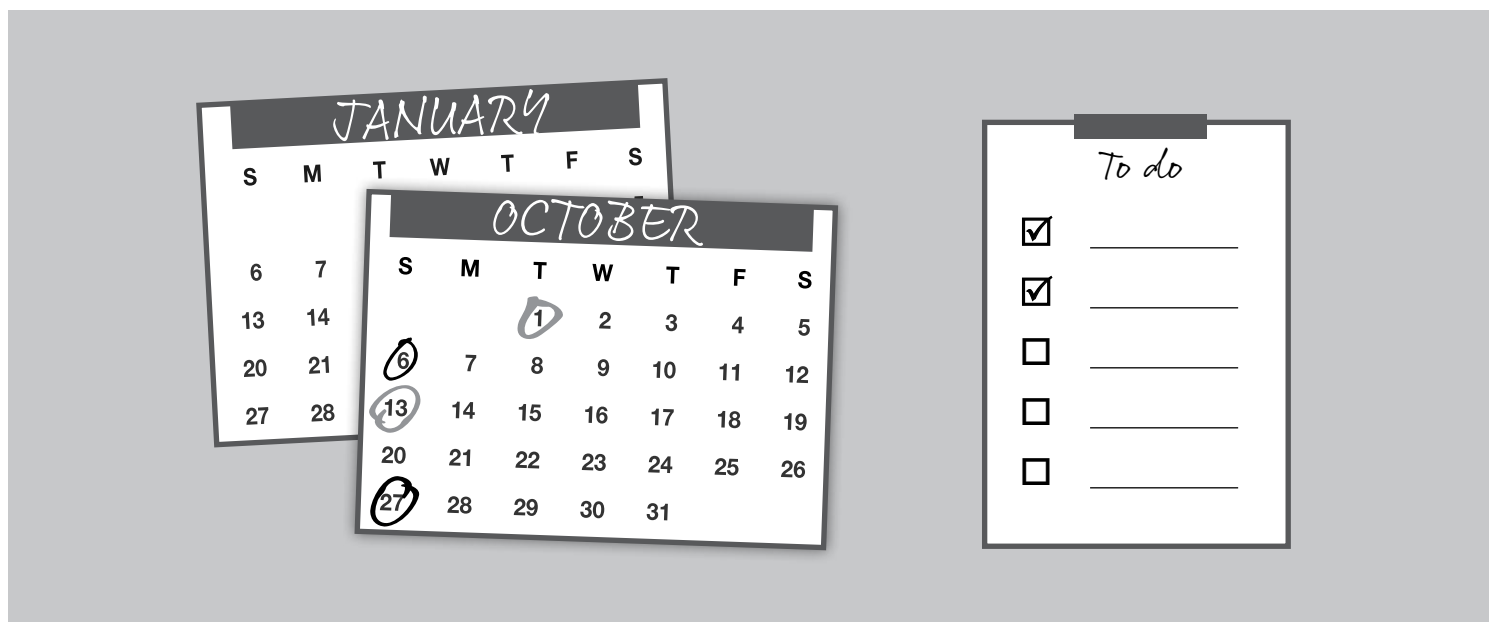 JANUARY
S M T W T F S
6 7
13 14
20 21
27 28
OCTOBER
S M T W T F S
1 2 3 4 5
6 7 8 9 10 11 12
13 14 15 16 17 18 19
20 21 22 23 24 25 26
27 28 29 30 31
To do